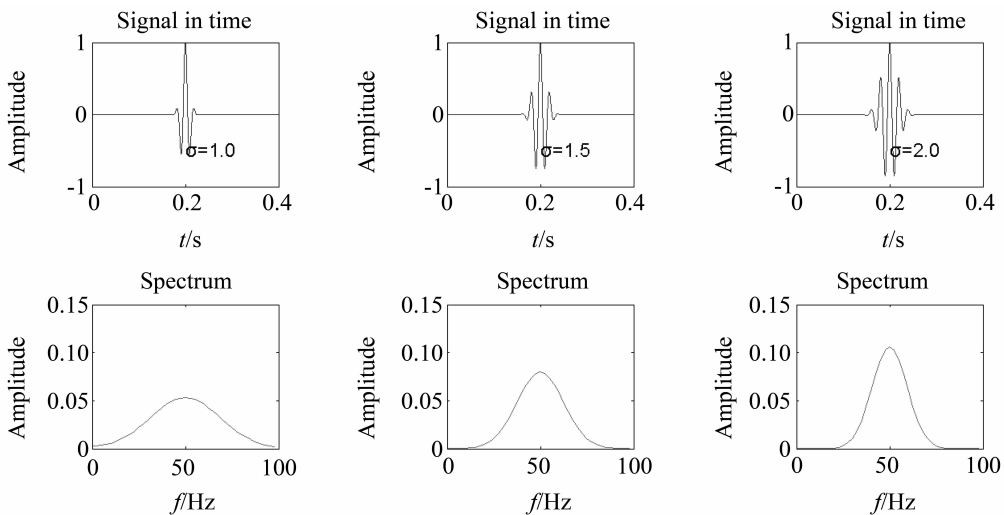 Signal in time
Signal in time
Signal in time
Amplitude
1
0
-1
σ=1.0
0
0.2
0.4
t/s
Amplitude
1
0
-1
σ=1.5
0
0.2
0.4
t/s
Amplitude
1
0
-1
σ=2.0
0
0.2
0.4
t/s
Spectrum
Spectrum
Spectrum
Amplitude
0.15
0.10
0.05
0
0
50
100
f/Hz
Amplitude
0.15
0.10
0.05
0
0
50
100
f/Hz
Amplitude
0.15
0.10
0.05
0
0
50
100
f/Hz